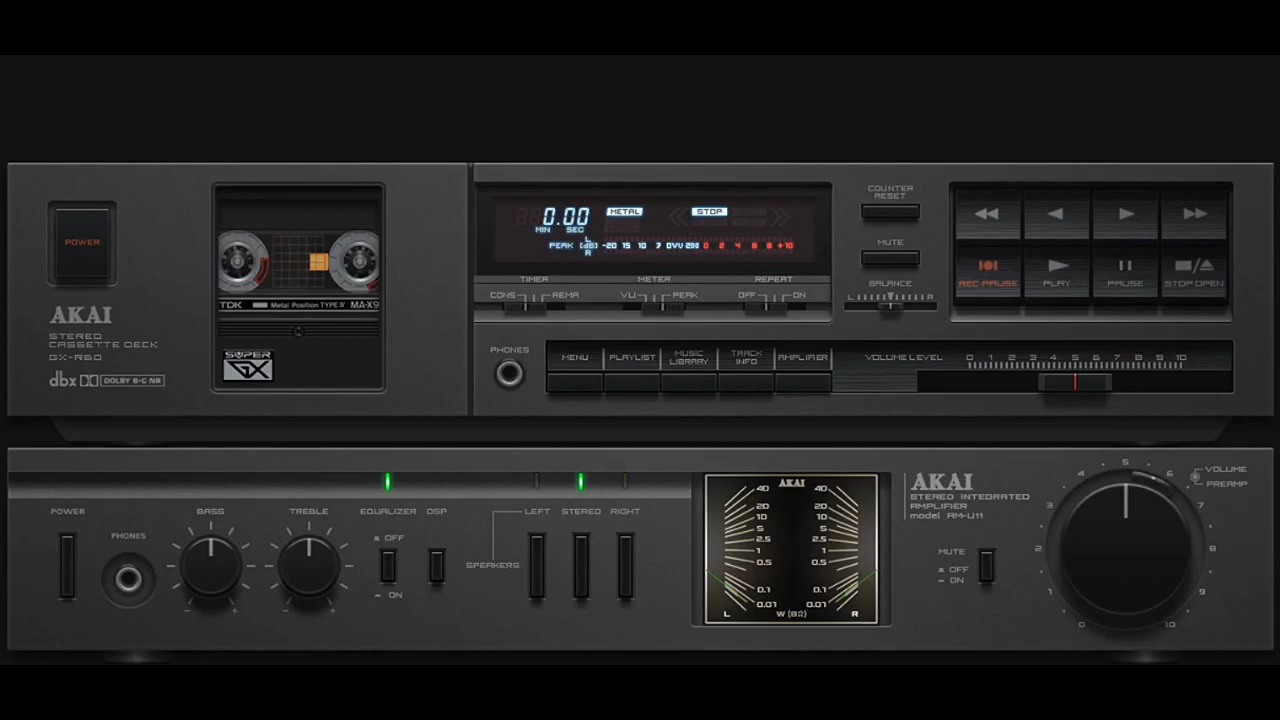 POWER
AKAI
STEREO
CASSETTE DECK
GX-R60
dbx DOLBY B-C NR
TDK Metal Position TYPE IV MA-X9
SUPER
GX
0.00 METAL STOP
MIN SEC
L
PEAK (dB) -20 15 10 7 0 2 4 6 8 +10
R
TIMER METER REPEAT
CONS REMA VU PEAK OFF ON
PHONES
MENU PLAYLIST MUSIC LIBRARY TRACK INFO AMPLIFIER
COUNTER
RESET
MUTE
BALANCE
L R
REC PAUSE PLAY PAUSE STOP OPEN
VOLUME LEVEL 0 1 2 3 4 5 6 7 8 9 10
POWER
PHONES
BASS
- +
TREBLE
- +
EQUALIZER DSP
OFF
ON
SPEAKERS
LEFT STEREO RIGHT
AKAI
40 40
20 20
10 10
5 5
2.5 2.5
1 1
0.5 0.5
0.1 0.1
0.01 0.01
L W (8Ω) R
AKAI
STEREO INTEGRATED
AMPLIFIER
model AM-U11
MUTE
OFF
ON
0 1 2 3 4 5 6 7 8 9 10
VOLUME
PREAMP